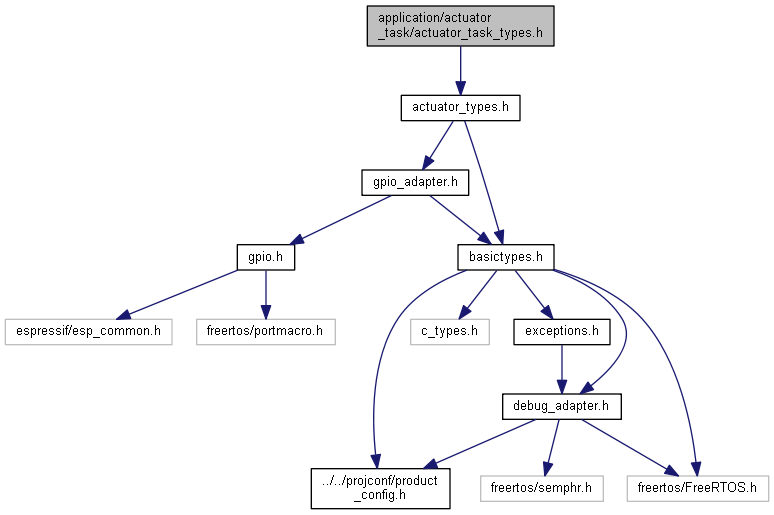 application/actuator
_task/actuator_task_types.h
actuator_types.h
gpio_adapter.h
gpio.h
basictypes.h
espressif/esp_common.h
freertos/portmacro.h
c_types.h
exceptions.h
debug_adapter.h
../../projconf/product
_config.h
freertos/semphr.h
freertos/FreeRTOS.h